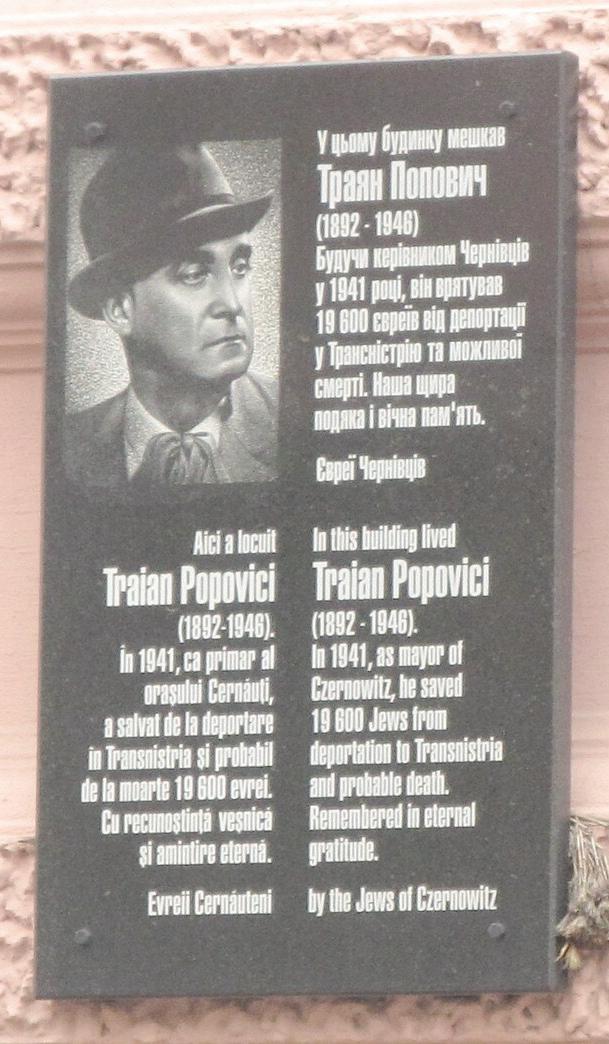 У цьому будинку мешкав
Траян Попович
(1892 - 1946)
Будучи керівником Чернівців
у 1941 році, він врятував
19 600 євреїв від депортації
у Трансністрію та можливої
смерті. Наша щира
подяка і вічна пам'ять.
Євреї Чернівців
Aici a locuit
Traian Popovici
(1892-1946).
În 1941, ca primar al
orașului Cernăuți,
a salvat de la deportare
în Transnistria și probabil
de la moarte 19 600 evrei.
Cu recunoștință veșnică
și amintire eternă.
Evreii Cernăuteni
In this building lived
Traian Popovici
(1892 - 1946).
In 1941, as mayor of
Czernowitz, he saved
19 600 Jews from
deportation to Transnistria
and probable death.
Remembered in eternal
gratitude.
by the Jews of Czernowitz